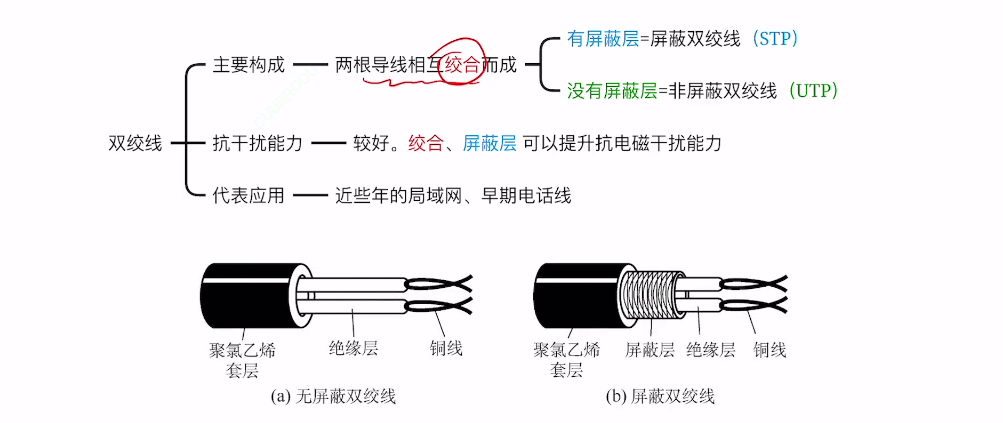 有屏蔽层=屏蔽双绞线（STP）
主要构成
两根导线相互绞合而成
没有屏蔽层=非屏蔽双绞线（UTP）
双绞线
抗干扰能力
较好。绞合、屏蔽层 可以提升抗电磁干扰能力
代表应用
近些年的局域网、早期电话线
聚氯乙烯
套层
绝缘层
铜线
(a) 无屏蔽双绞线
聚氯乙烯
套层
屏蔽层
绝缘层
铜线
(b) 屏蔽双绞线